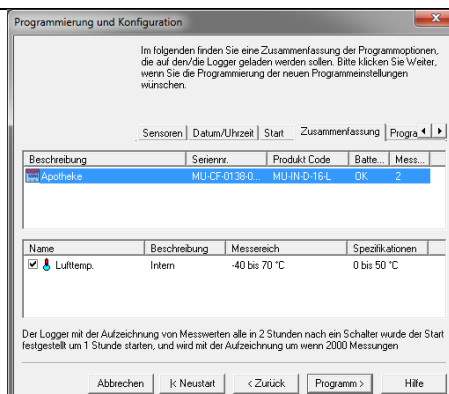 Programmierung und Konfiguration
Im folgenden finden Sie eine Zusammenfassung der Programmoptionen,
die auf den/die Logger geladen werden sollen. Bitte klicken Sie Weiter,
wenn Sie die Programmierung der neuen Programmeinstellungen
wünschen.
Sensoren Datum/Uhrzeit Start Zusammenfassung Progra
Beschreibung Seriennr. Produkt Code Batte... Mess...
Apotheke MU-CF-0138-0... MU-IN-D-16-L OK 2
Name Beschreibung Messereich Spezifikationen
Lufttemp. Intern -40 bis 70 °C 0 bis 50 °C
Der Logger mit der Aufzeichnung von Messwerten alle in 2 Stunden nach ein Schalter wurde der Start
festgestellt um 1 Stunde starten, und wird mit der Aufzeichnung um wenn 2000 Messungen
Abbrechen |< Neustart < Zurück Programm > Hilfe